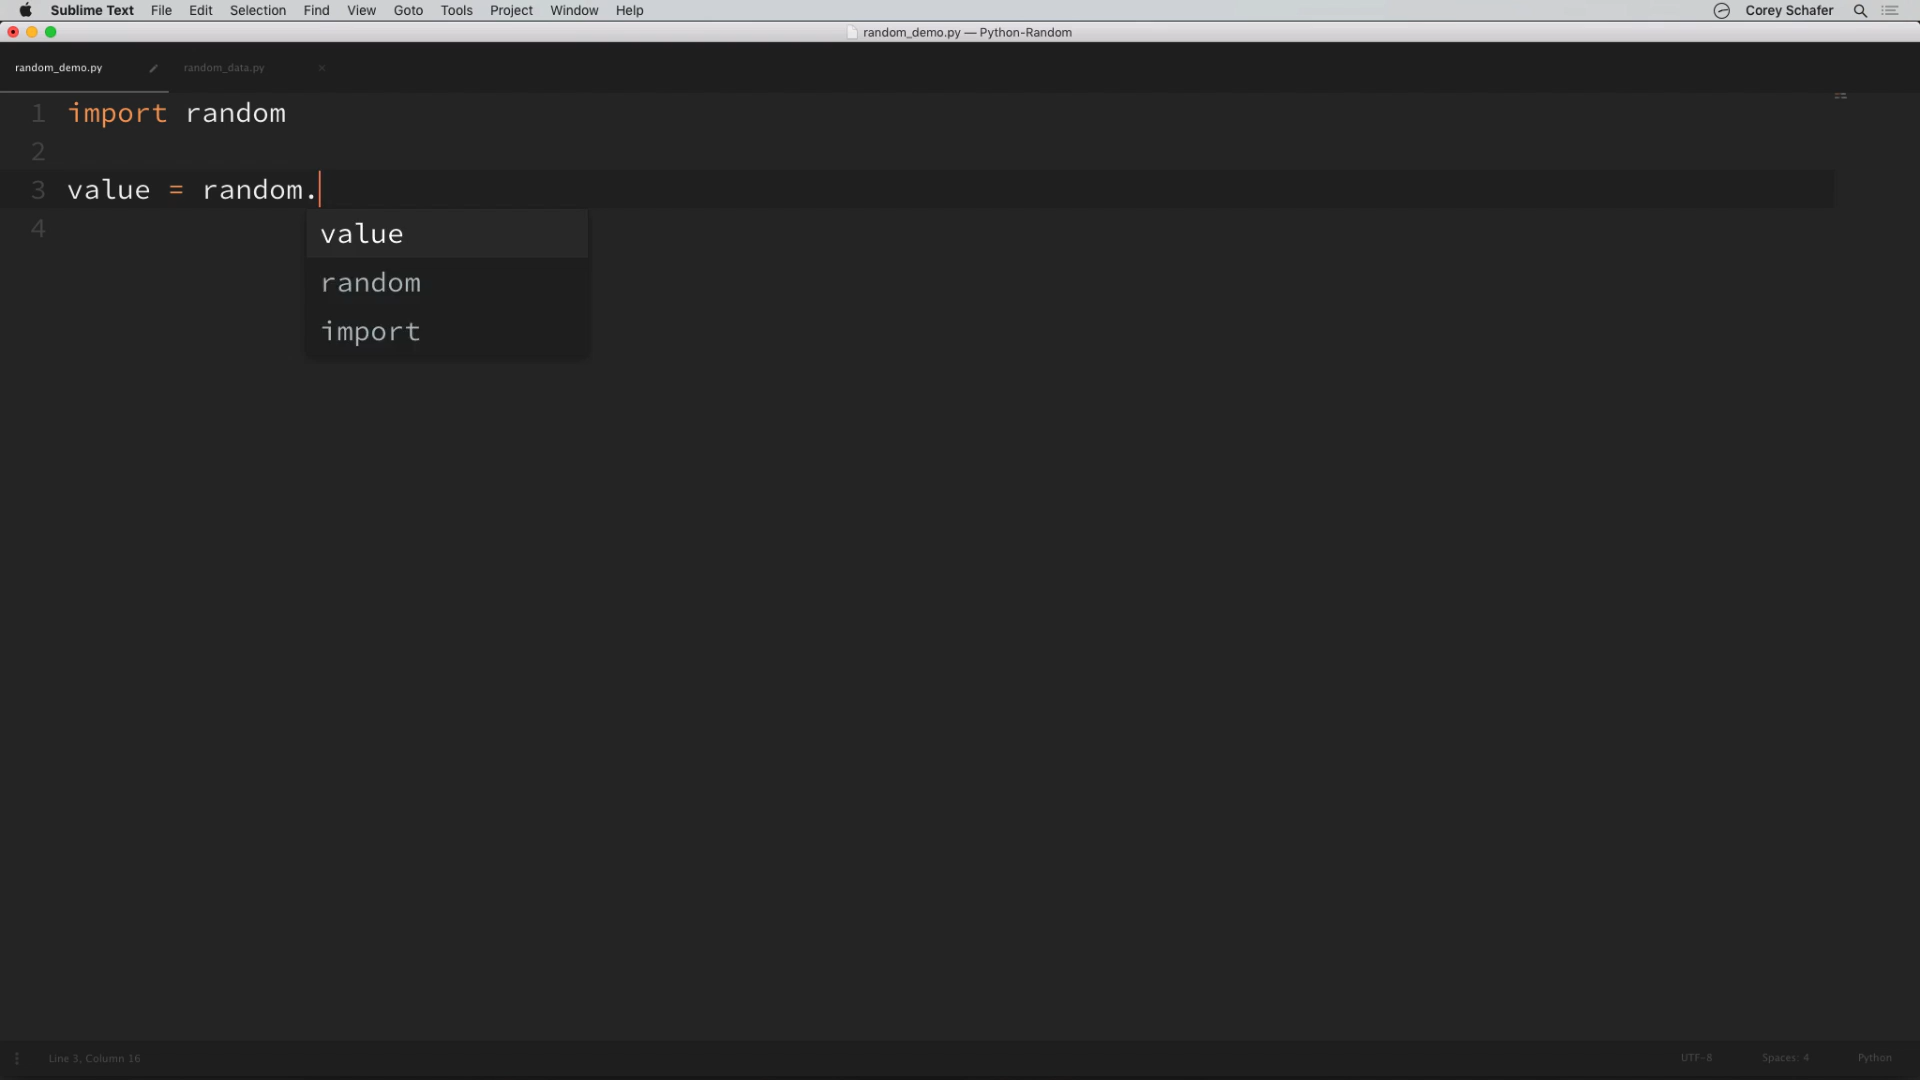 Sublime Text File Edit Selection Find View Goto Tools Project Window Help Corey Schafer
random_demo.py — Python-Random
random_demo.py random_data.py
1 import random
2
3 value = random.
4
value
random
import
Line 3, Column 16 UTF-8 Spaces: 4 Python